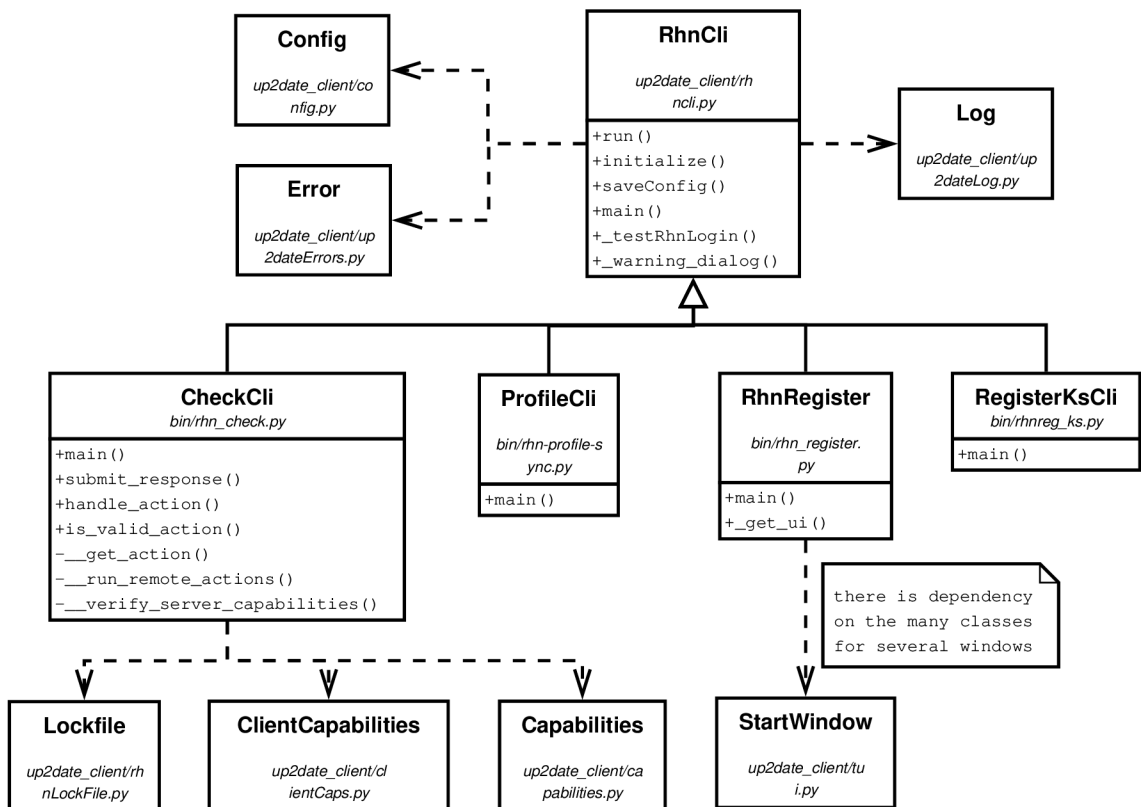 Config
up2date_client/co
nfig.py
RhnCli
up2date_client/rh
ncli.py
+run()
+initialize()
+saveConfig()
+main()
+_testRhnLogin()
+_warning_dialog()
Log
up2date_client/up
2dateLog.py
Error
up2date_client/up
2dateErrors.py
CheckCli
bin/rhn_check.py
+main()
+submit_response()
+handle_action()
+is_valid_action()
-__get_action()
-__run_remote_actions()
-__verify_server_capabilities()
ProfileCli
bin/rhn-profile-s
ync.py
+main()
RhnRegister
bin/rhn_register.
py
+main()
+_get_ui()
RegisterKsCli
bin/rhnreg_ks.py
+main()
there is dependency
on the many classes
for several windows
Lockfile
up2date_client/rh
nLockFile.py
ClientCapabilities
up2date_client/cl
ientCaps.py
Capabilities
up2date_client/ca
pabilities.py
StartWindow
up2date_client/tu
i.py